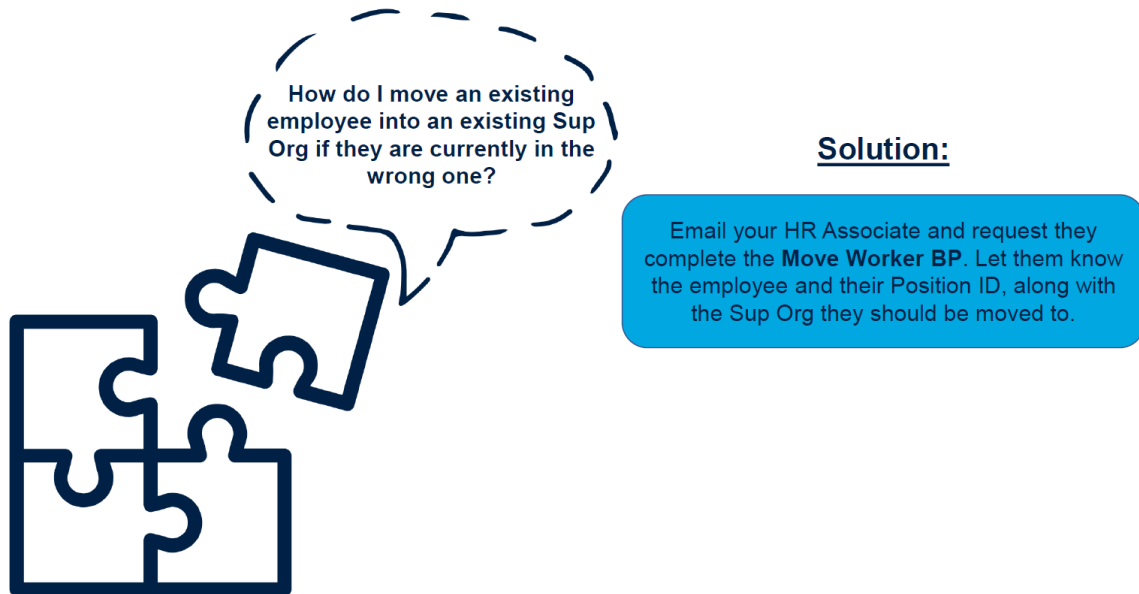 How do I move an existing
employee into an existing Sup
Org if they are currently in the
wrong one?
Solution:
Email your HR Associate and request they
complete the Move Worker BP. Let them know
the employee and their Position ID, along with
the Sup Org they should be moved to.